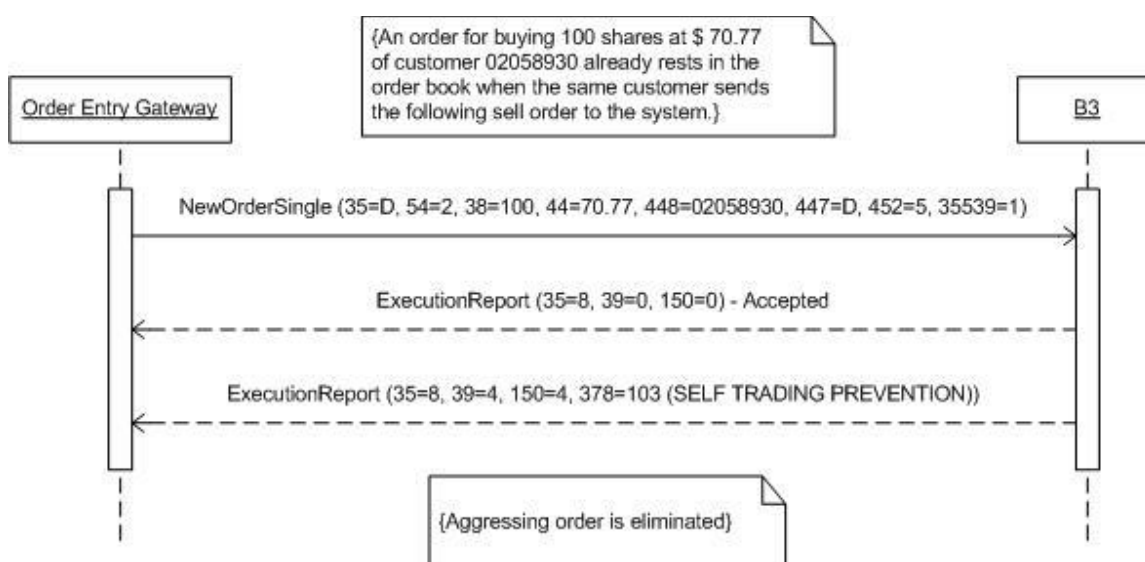 {An order for buying 100 shares at $ 70.77
of customer 02058930 already rests in the
order book when the same customer sends
the following sell order to the system.}
Order Entry Gateway
B3
NewOrderSingle (35=D, 54=2, 38=100, 44=70.77, 448=02058930, 447=D, 452=5, 35539=1)
ExecutionReport (35=8, 39=0, 150=0) - Accepted
ExecutionReport (35=8, 39=4, 150=4, 378=103 (SELF TRADING PREVENTION))
{Aggressing order is eliminated}